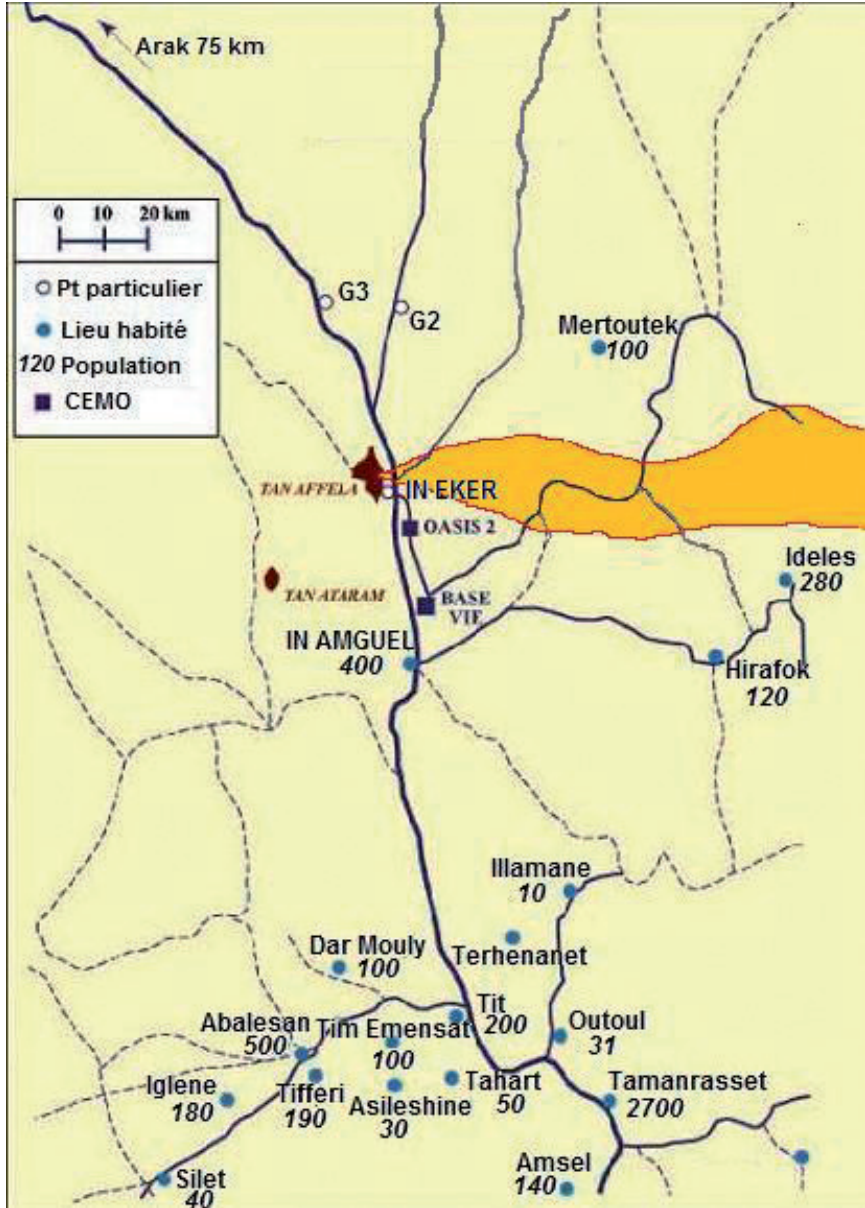 Arak 75 km
0 10 20 km
Pt particulier
Lieu habité
120 Population
CEMO
G3
G2
Mertoutek
100
TAN AFFELA
IN EKER
OASIS 2
Ideles
280
TAN ATARAM
BASE
VIE
IN AMGUEL
400
Hirafok
120
Illamane
10
Dar Mouly
100
Terhenanet
Tit
200
Abalesan
500
Tim Emensat
100
Outoul
31
Iglene
180
Tifferi
190
Asileshine
30
Tahart
50
Tamanrasset
2700
Silet
40
Amsel
140